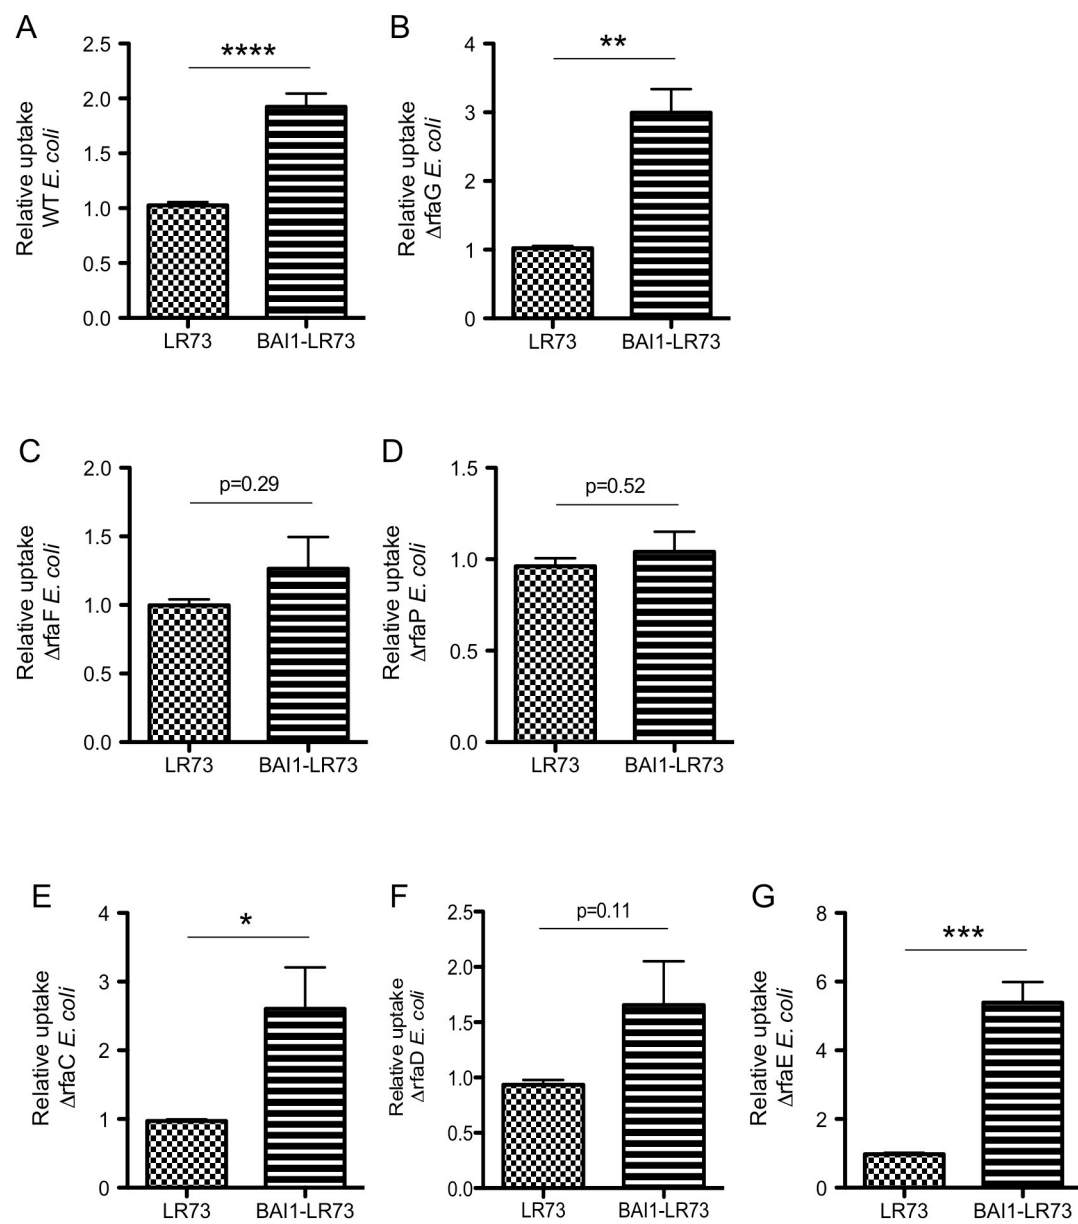 A
Relative uptake
WT E. coli
2.5
2.0
1.5
1.0
0.5
0.0
****
LR73
BAI1-LR73
B
Relative uptake
ΔrfaG E. coli
4
3
2
1
0
**
LR73
BAI1-LR73
C
Relative uptake
ΔrfaF E. coli
2.0
1.5
1.0
0.5
0.0
p=0.29
LR73
BAI1-LR73
D
Relative uptake
ΔrfaP E. coli
1.5
1.0
0.5
0.0
p=0.52
LR73
BAI1-LR73
E
Relative uptake
ΔrfaC E. coli
4
3
2
1
0
*
LR73
BAI1-LR73
F
Relative uptake
ΔrfaD E. coli
2.5
2.0
1.5
1.0
0.5
0.0
p=0.11
LR73
BAI1-LR73
G
Relative uptake
ΔrfaE E. coli
8
6
4
2
0
***
LR73
BAI1-LR73